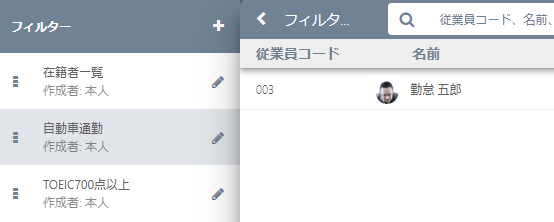 フィルター
在籍者一覧
作成者: 本人
自動車通勤
作成者: 本人
TOEIC700点以上
作成者: 本人
フィルタ...
従業員コード、名前、
従業員コード 名前
003 勤怠 五郎